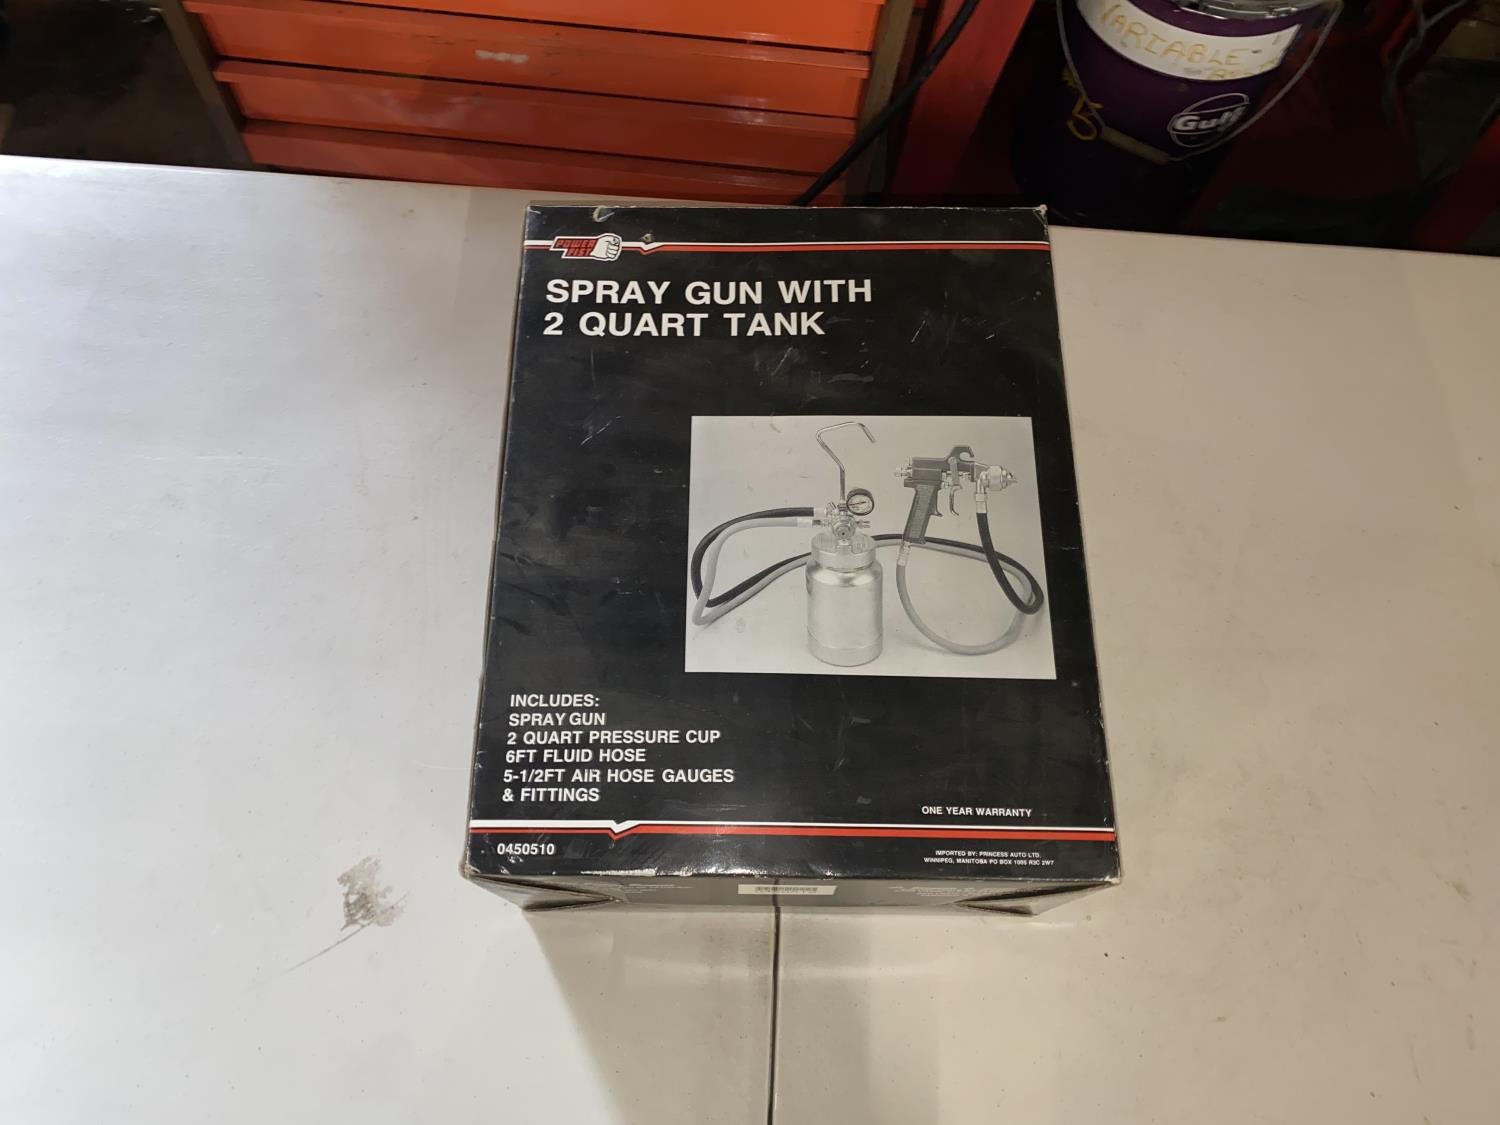 VARIABLE
Gulf
POWER
FIST
SPRAY GUN WITH
2 QUART TANK
INCLUDES:
SPRAY GUN
2 QUART PRESSURE CUP
6FT FLUID HOSE
5-1/2FT AIR HOSE GAUGES
& FITTINGS
ONE YEAR WARRANTY
0450510
IMPORTED BY: PRINCESS AUTO LTD.
WINNIPEG, MANITOBA PO BOX 1005 R3C 2W7